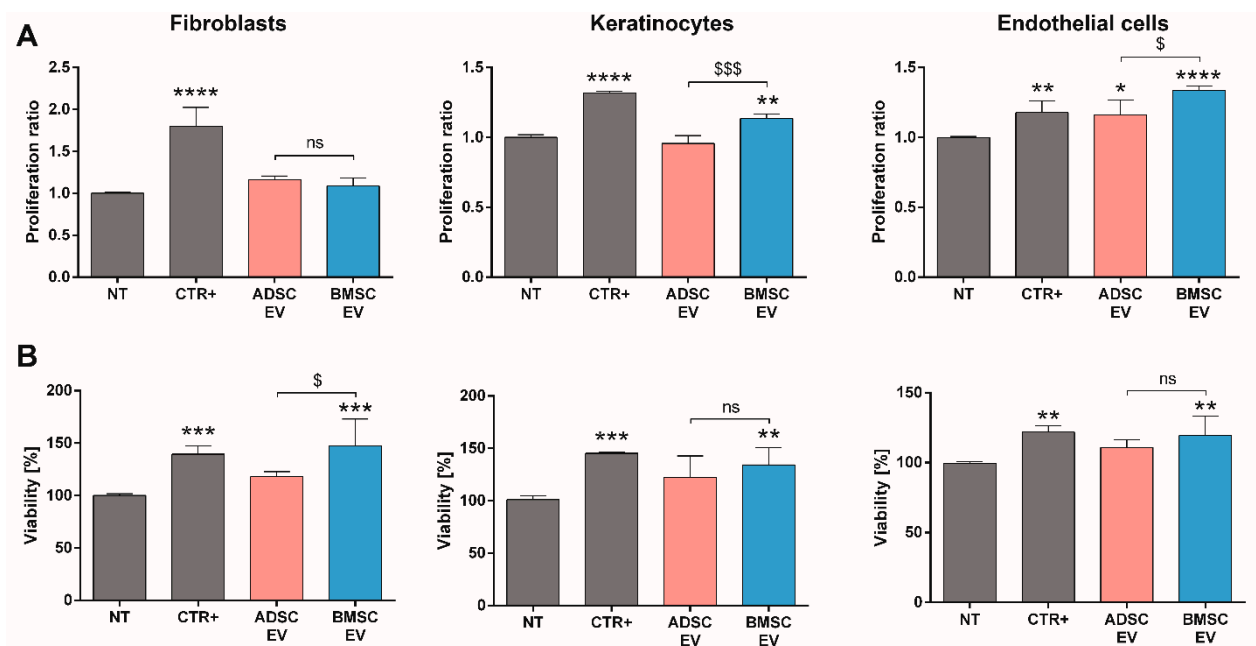 A
Fibroblasts
Proliferation ratio
2.5
2.0
1.5
1.0
0.5
0.0
****
ns
NT
CTR+
ADSC
EV
BMSC
EV
Keratinocytes
Proliferation ratio
1.5
1.0
0.5
0.0
****
$$$
**
NT
CTR+
ADSC
EV
BMSC
EV
Endothelial cells
Proliferation ratio
1.5
1.0
0.5
0.0
**
*
$
****
NT
CTR+
ADSC
EV
BMSC
EV
B
Viability [%]
200
150
100
50
0
***
$
***
NT
CTR+
ADSC
EV
BMSC
EV
Viability [%]
200
150
100
50
0
***
ns
**
NT
CTR+
ADSC
EV
BMSC
EV
Viability [%]
150
100
50
0
**
ns
**
NT
CTR+
ADSC
EV
BMSC
EV